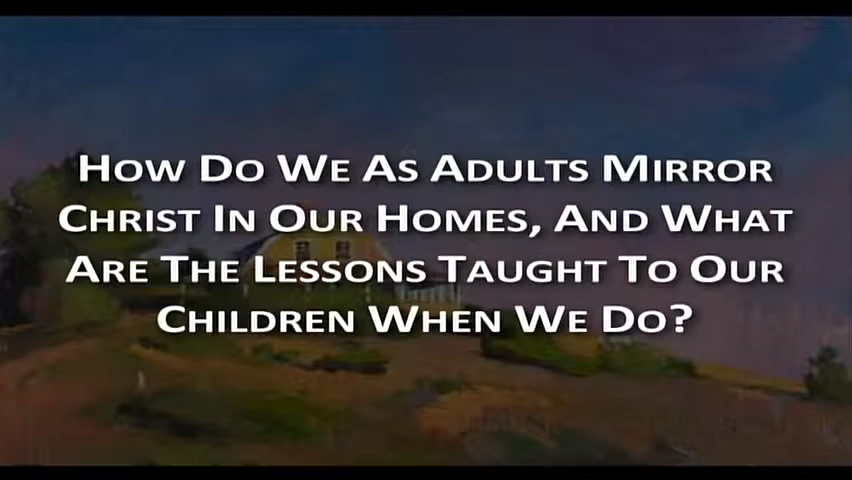 How Do We As Adults Mirror
Christ In Our Homes, And What
Are The Lessons Taught To Our
Children When We Do?